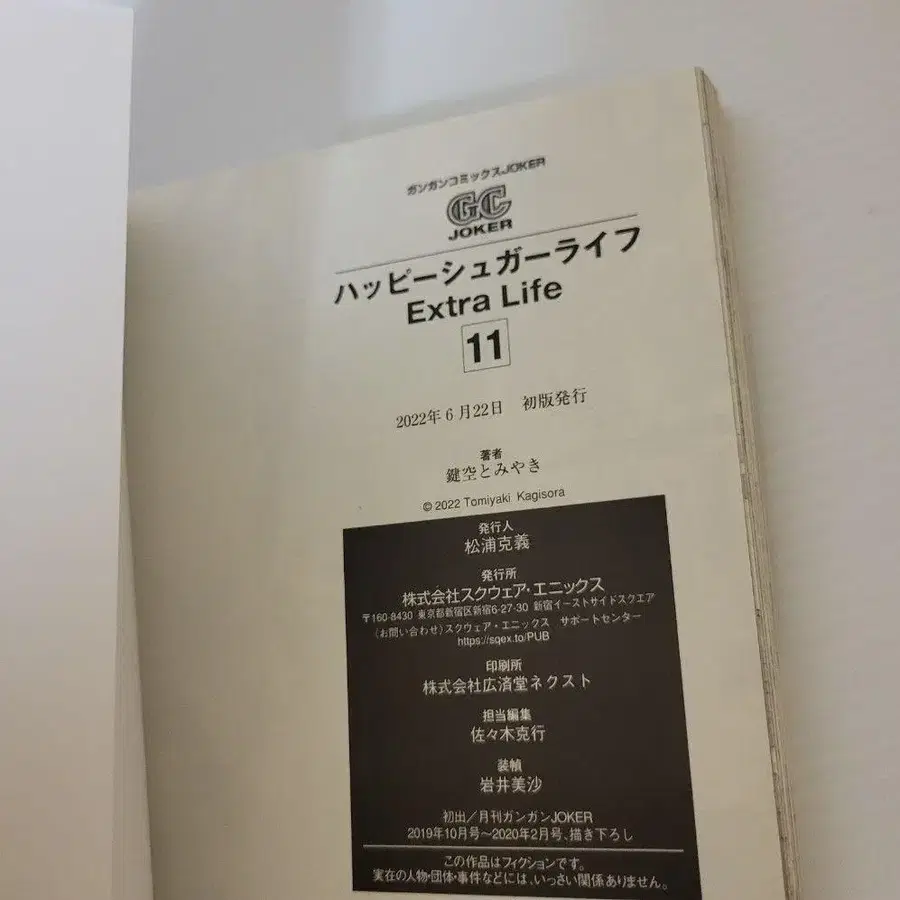 ガンガンコミックスJOKER
GC
JOKER
ハッピーシュガーライフ
Extra Life
11
2022年6月22日 初版発行
著者
鍵空とみやき
© 2022 Tomiyaki Kagisora
発行人
松浦克義
発行所
株式会社スクウェア・エニックス
〒160-8430 東京都新宿区新宿6-27-30 新宿イーストサイドスクエア
〈お問い合わせ〉スクウェア・エニックス サポートセンター
https://sqex.to/PUB
印刷所
株式会社広済堂ネクスト
担当編集
佐々木克行
装幀
岩井美沙
初出/月刊ガンガンJOKER
2019年10月号〜2020年2月号、描き下ろし
この作品はフィクションです。
実在の人物・団体・事件などには、いっさい関係ありません。